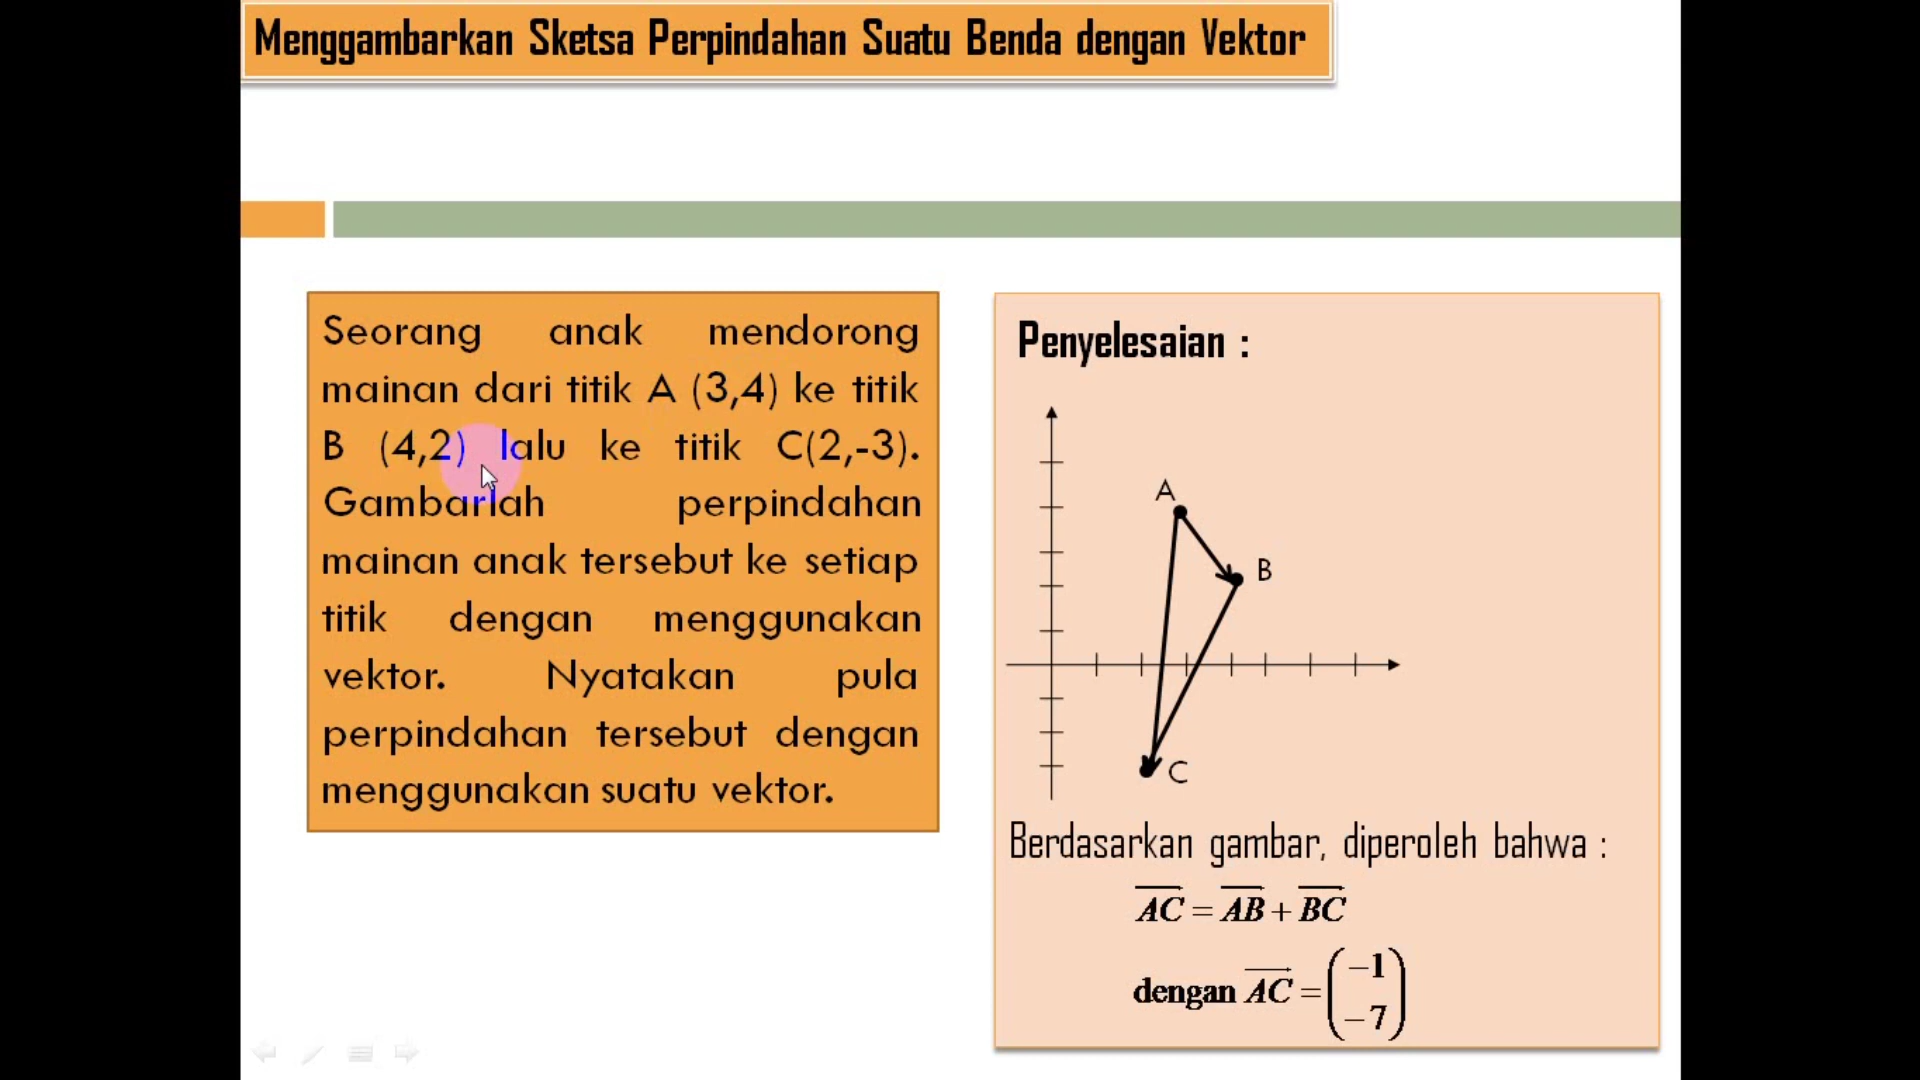 Menggambarkan Sketsa Perpindahan Suatu Benda dengan Vektor
Seorang anak mendorong
mainan dari titik A (3,4) ke titik
B (4,2) lalu ke titik C(2,-3).
Gambarlah perpindahan
mainan anak tersebut ke setiap
titik dengan menggunakan
vektor. Nyatakan pula
perpindahan tersebut dengan
menggunakan suatu vektor.
Penyelesaian :
A
B
C
Berdasarkan gambar, diperoleh bahwa :
AC = AB + BC
dengan AC = (−1
−7)